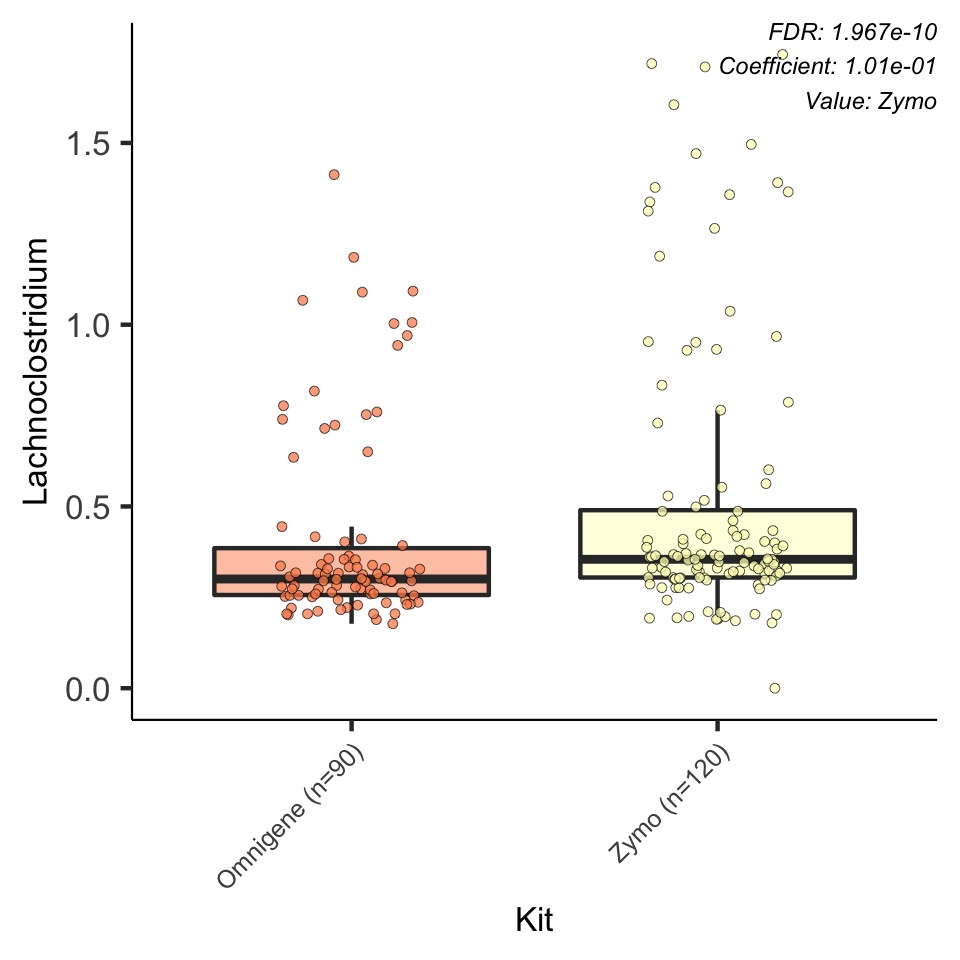 FDR: 1.967e-10
Coefficient: 1.01e-01
Value: Zymo
Lachnoclostridium
1.5
1.0
0.5
0.0
Omnigene (n=90)
Zymo (n=120)
Kit